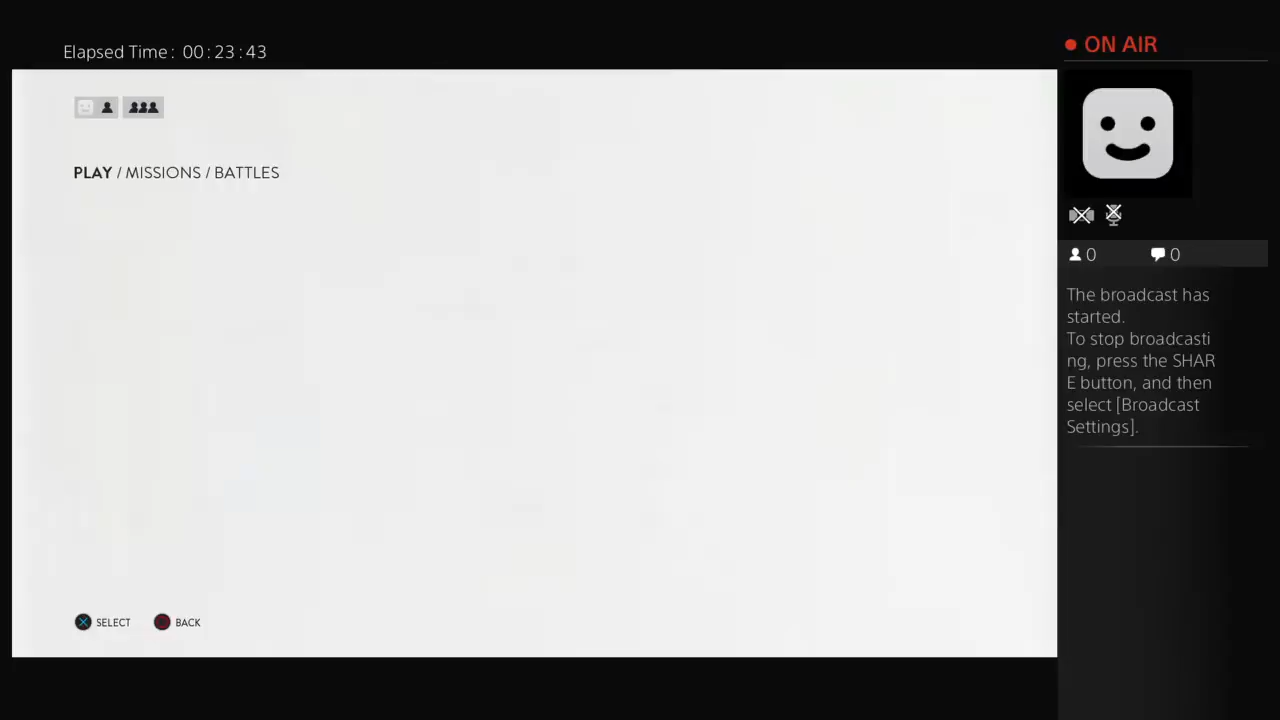 Elapsed Time: 00:23:43
ON AIR
PLAY / MISSIONS / BATTLES
0 0
The broadcast has
started.
To stop broadcasti
ng, press the SHAR
E button, and then
select [Broadcast
Settings].
SELECT BACK